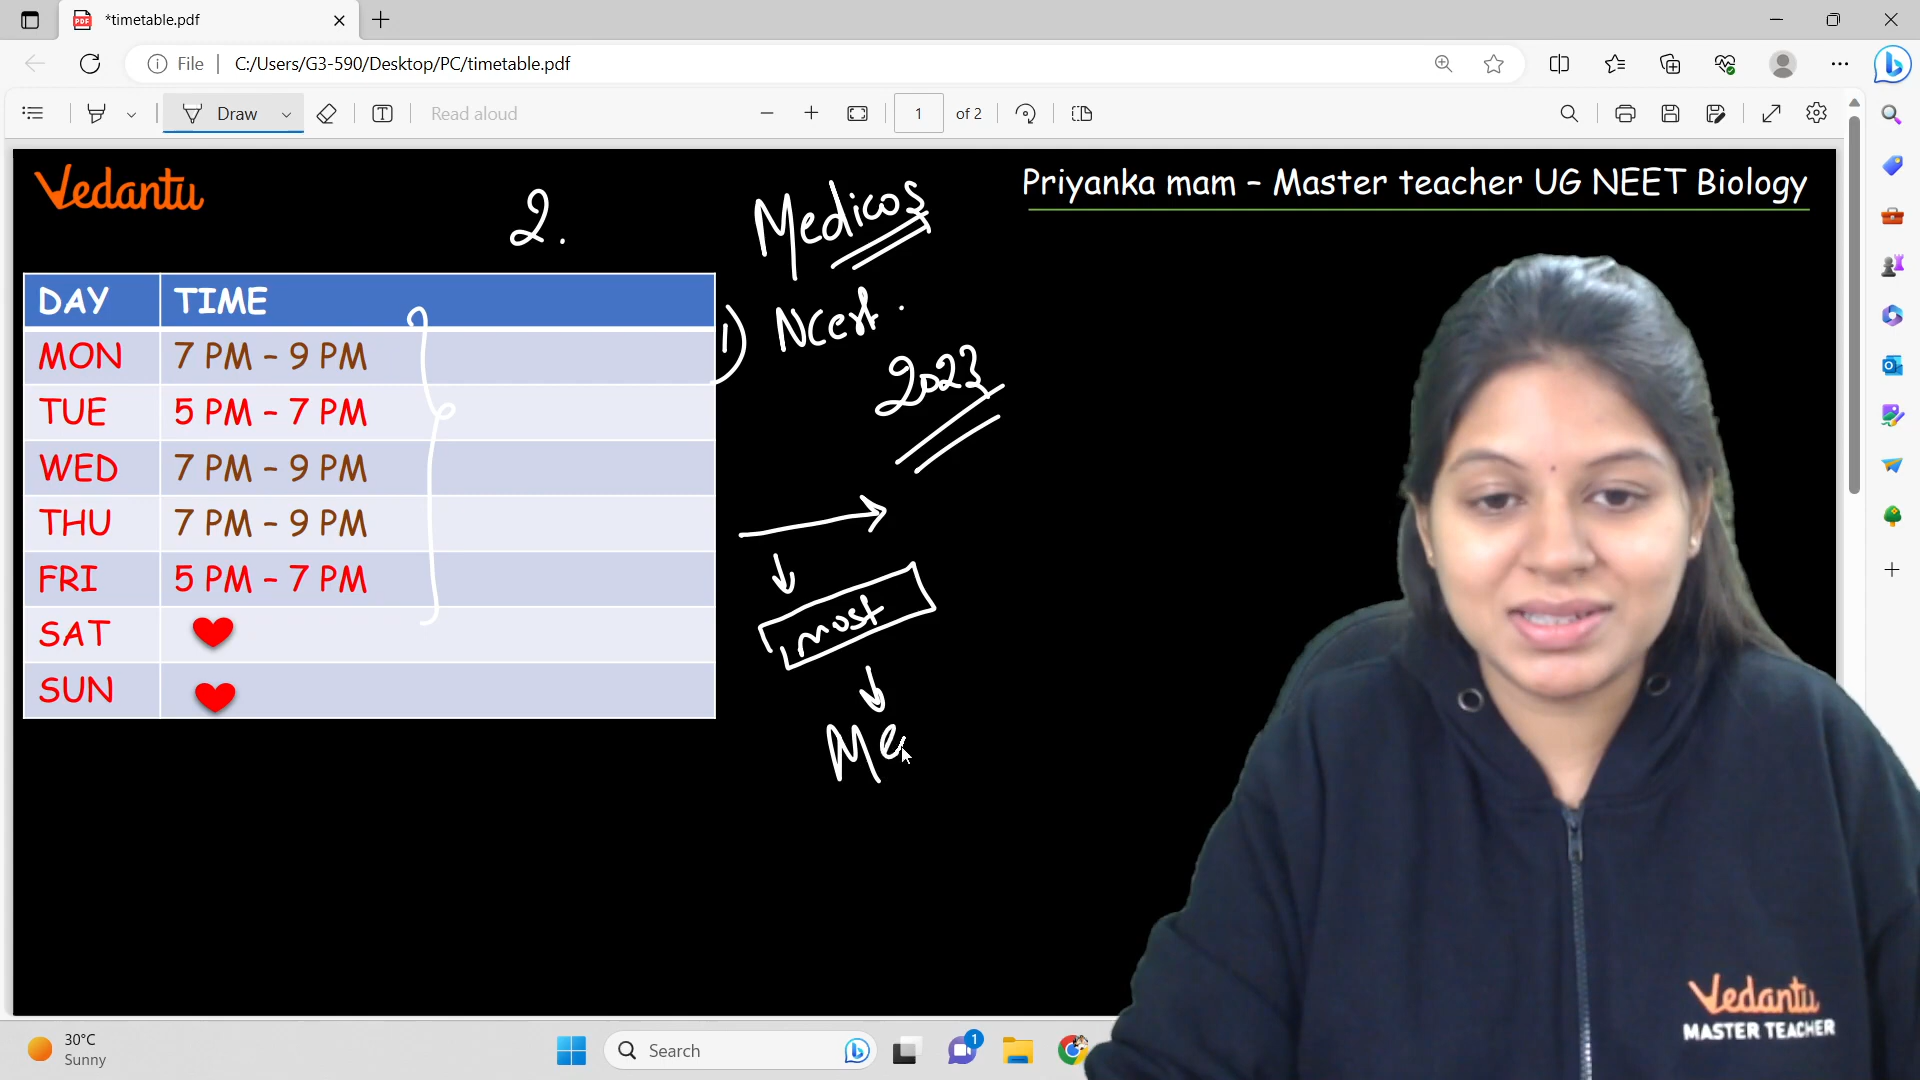 *timetable.pdf
File
C:/Users/G3-590/Desktop/PC/timetable.pdf
Draw
Read aloud
1 of 2
Vedantu
Priyanka mam – Master teacher UG NEET Biology
2.
Medicos
DAY TIME
MON 7 PM – 9 PM
TUE 5 PM – 7 PM
WED 7 PM – 9 PM
THU 7 PM – 9 PM
FRI 5 PM – 7 PM
SAT
SUN
1) Ncert.
2023
most
Me
Vedantu
MASTER TEACHER
30°C
Sunny
Search
1